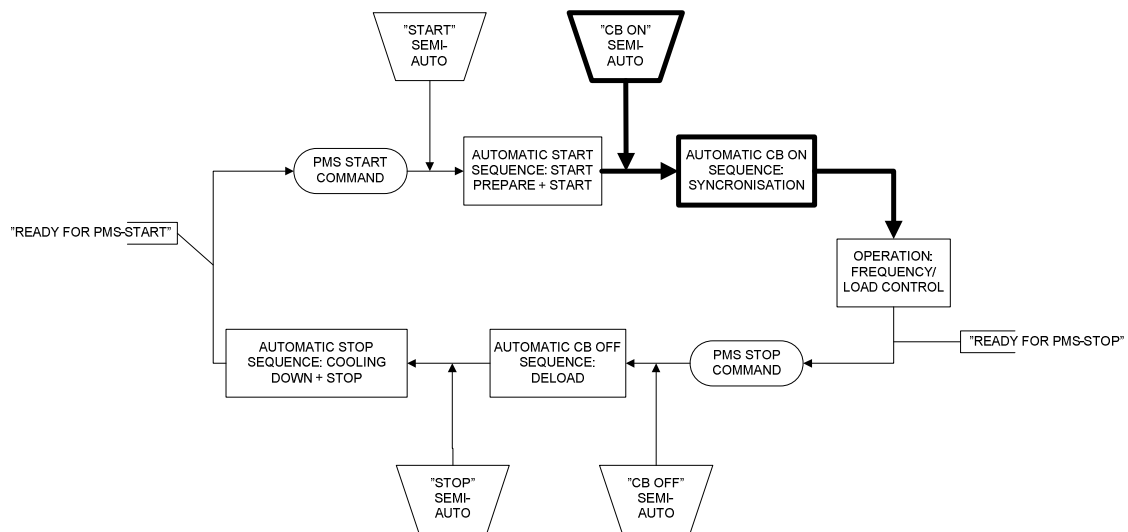 "START"
SEMI-
AUTO
"CB ON"
SEMI-
AUTO
PMS START
COMMAND
AUTOMATIC START
SEQUENCE: START
PREPARE + START
AUTOMATIC CB ON
SEQUENCE:
SYNCRONISATION
"READY FOR PMS-START"
OPERATION:
FREQUENCY/
LOAD CONTROL
AUTOMATIC STOP
SEQUENCE: COOLING
DOWN + STOP
AUTOMATIC CB OFF
SEQUENCE:
DELOAD
PMS STOP
COMMAND
"READY FOR PMS-STOP"
"STOP"
SEMI-
AUTO
"CB OFF"
SEMI-
AUTO